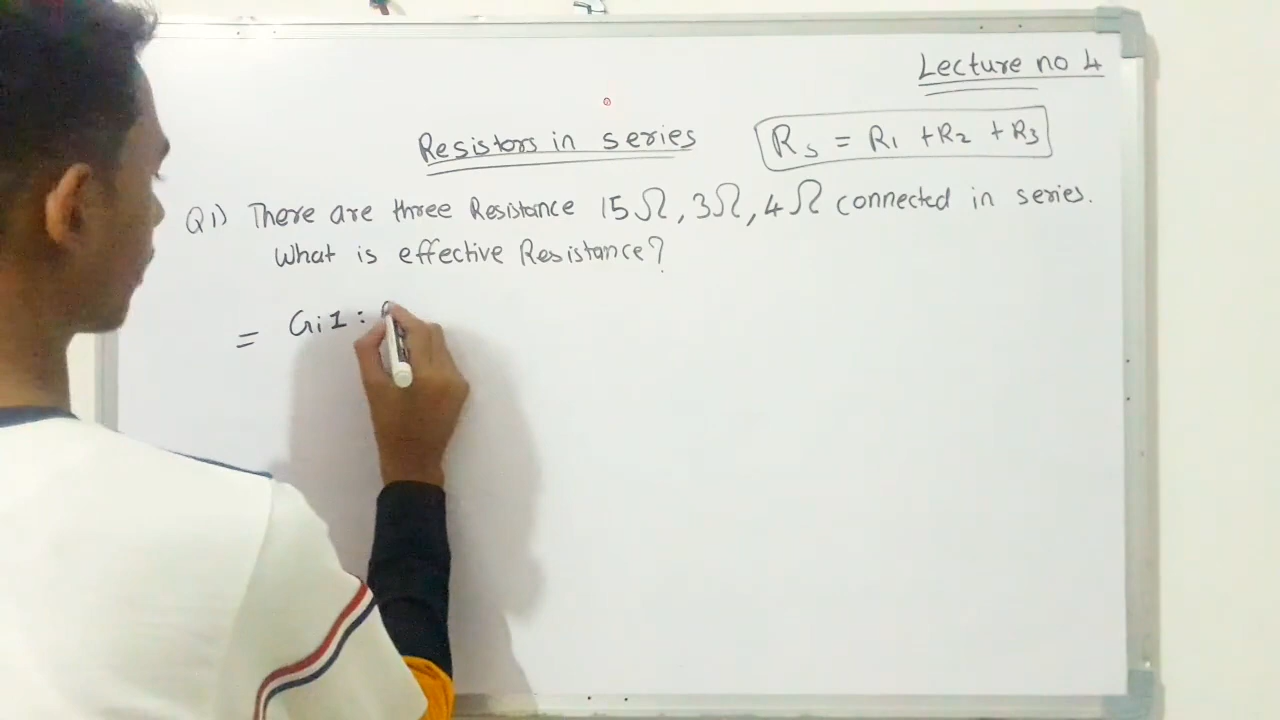 Lecture no 4
Resistors in series Rs = R1 + R2 + R3
Q1) There are three Resistance 15Ω, 3Ω, 4Ω connected in series.
What is effective Resistance?
= Gi1: